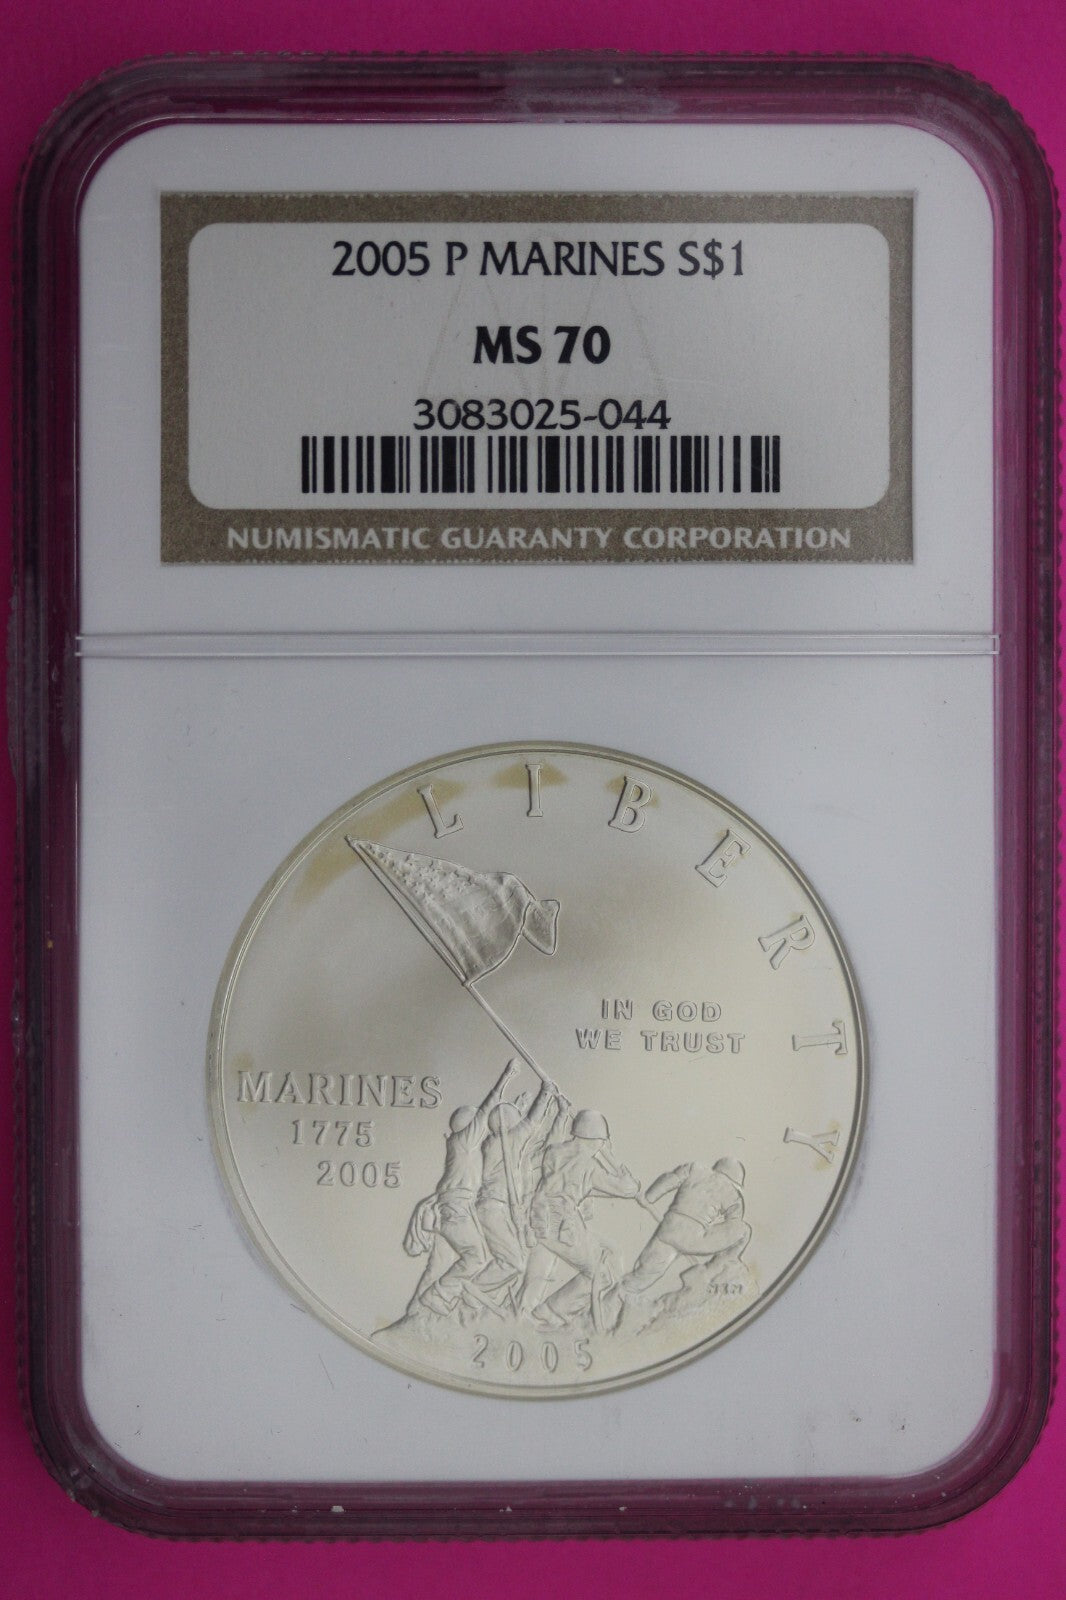 2005 P MARINES S$1
MS 70
3083025-044
NUMISMATIC GUARANTY CORPORATION
LIBERTY
IN GOD
WE TRUST
MARINES
1775
2005
2005